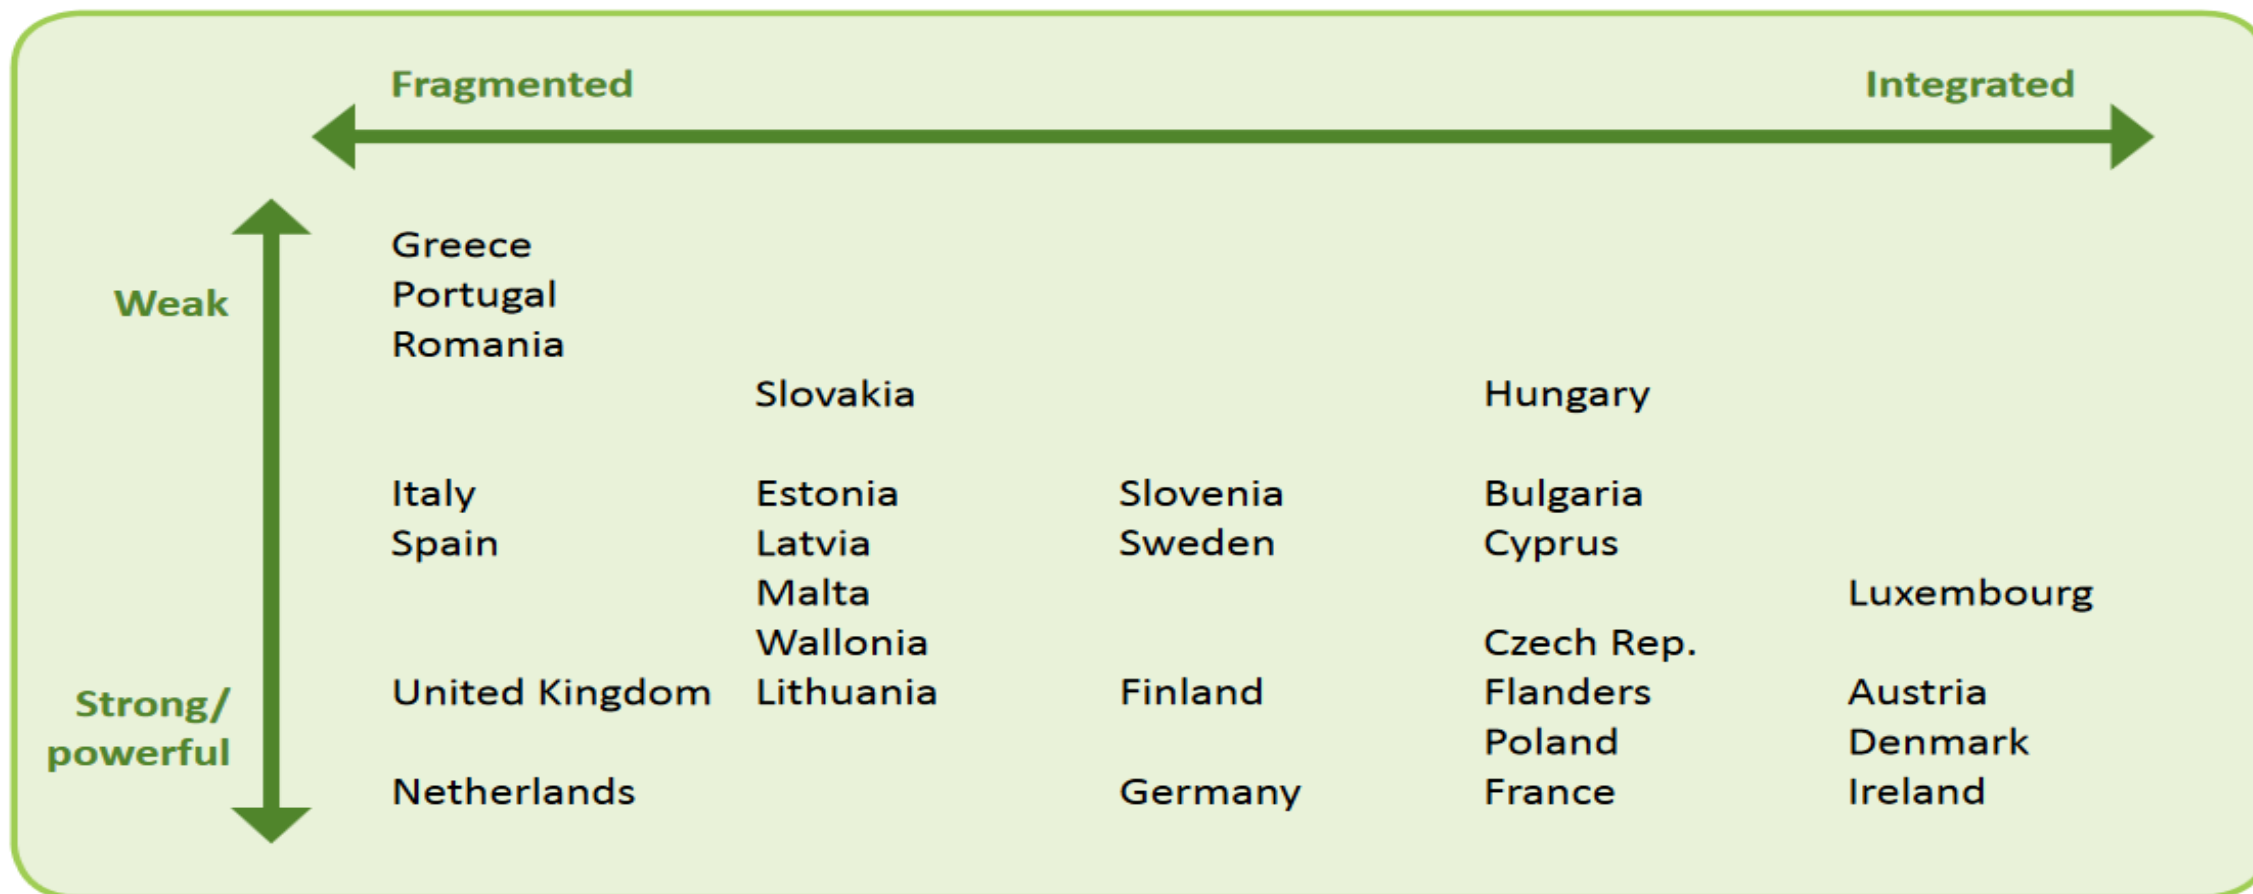 Fragmented Integrated
Greece
Weak Portugal
Romania
Slovakia Hungary
Italy Estonia Slovenia Bulgaria
Spain Latvia Sweden Cyprus
Malta Luxembourg
Wallonia Czech Rep.
Strong/ United Kingdom Lithuania Finland Flanders Austria
powerful Poland Denmark
Netherlands Germany France Ireland